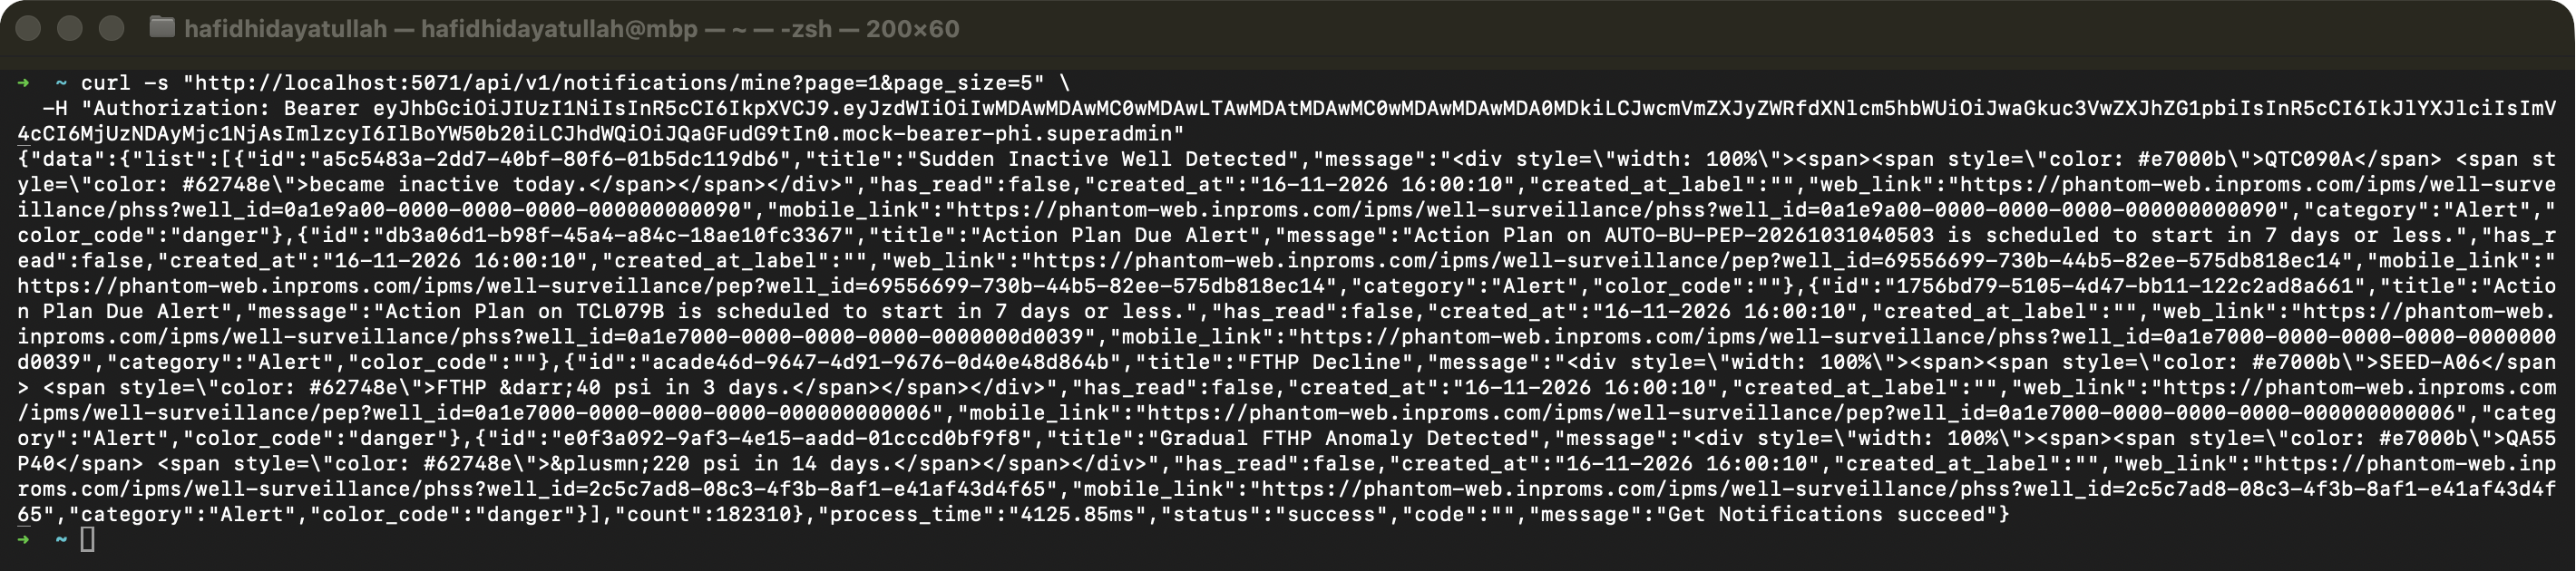 hafidhidayatullah — hafidhidayatullah@mbp — ~ — -zsh — 200×60
➜  ~ curl -s "http://localhost:5071/api/v1/notifications/mine?page=1&page_size=5" \
  -H "Authorization: Bearer eyJhbGciOiJIUzI1NiIsInR5cCI6IkpXVCJ9.eyJzdWIiOiIwMDAwMDAwMC0wMDAwLTAwMDAtMDAwMC0wMDAwMDAwMDA0MDkiLCJwcmVmZXJyZWRfdXNlcm5hbWUiOiJwaGkuc3VwZXJhZG1pbiIsInR5cCI6IkJlYXJlciIsImV
4cCI6MjUzNDAyMjc1NjAsImlzcyI6IlBoYW50b20iLCJhdWQiOiJQaGFudG9tIn0.mock-bearer-phi.superadmin"
{"data":{"list":[{"id":"a5c5483a-2dd7-40bf-80f6-01b5dc119db6","title":"Sudden Inactive Well Detected","message":"<div style=\"width: 100%\"><span><span style=\"color: #e7000b\">QTC090A</span> <span st
yle=\"color: #62748e\">became inactive today.</span></span></div>","has_read":false,"created_at":"16-11-2026 16:00:10","created_at_label":"","web_link":"https://phantom-web.inproms.com/ipms/well-surve
illance/phss?well_id=0a1e9a00-0000-0000-0000-000000000090","mobile_link":"https://phantom-web.inproms.com/ipms/well-surveillance/phss?well_id=0a1e9a00-0000-0000-0000-000000000090","category":"Alert","
color_code":"danger"},{"id":"db3a06d1-b98f-45a4-a84c-18ae10fc3367","title":"Action Plan Due Alert","message":"Action Plan on AUTO-BU-PEP-20261031040503 is scheduled to start in 7 days or less.","has_r
ead":false,"created_at":"16-11-2026 16:00:10","created_at_label":"","web_link":"https://phantom-web.inproms.com/ipms/well-surveillance/pep?well_id=69556699-730b-44b5-82ee-575db818ec14","mobile_link":"
https://phantom-web.inproms.com/ipms/well-surveillance/pep?well_id=69556699-730b-44b5-82ee-575db818ec14","category":"Alert","color_code":""},{"id":"1756bd79-5105-4d47-bb11-122c2ad8a661","title":"Actio
n Plan Due Alert","message":"Action Plan on TCL079B is scheduled to start in 7 days or less.","has_read":false,"created_at":"16-11-2026 16:00:10","created_at_label":"","web_link":"https://phantom-web.
inproms.com/ipms/well-surveillance/phss?well_id=0a1e7000-0000-0000-0000-0000000d0039","mobile_link":"https://phantom-web.inproms.com/ipms/well-surveillance/phss?well_id=0a1e7000-0000-0000-0000-0000000
d0039","category":"Alert","color_code":""},{"id":"acade46d-9647-4d91-9676-0d40e48d864b","title":"FTHP Decline","message":"<div style=\"width: 100%\"><span><span style=\"color: #e7000b\">SEED-A06</span
> <span style=\"color: #62748e\">FTHP &darr;40 psi in 3 days.</span></span></div>","has_read":false,"created_at":"16-11-2026 16:00:10","created_at_label":"","web_link":"https://phantom-web.inproms.com
/ipms/well-surveillance/pep?well_id=0a1e7000-0000-0000-0000-000000000006","mobile_link":"https://phantom-web.inproms.com/ipms/well-surveillance/pep?well_id=0a1e7000-0000-0000-0000-000000000006","categ
ory":"Alert","color_code":"danger"},{"id":"e0f3a092-9af3-4e15-aadd-01cccd0bf9f8","title":"Gradual FTHP Anomaly Detected","message":"<div style=\"width: 100%\"><span><span style=\"color: #e7000b\">QA55
P40</span> <span style=\"color: #62748e\">&plusmn;220 psi in 14 days.</span></span></div>","has_read":false,"created_at":"16-11-2026 16:00:10","created_at_label":"","web_link":"https://phantom-web.inp
roms.com/ipms/well-surveillance/phss?well_id=2c5c7ad8-08c3-4f3b-8af1-e41af43d4f65","mobile_link":"https://phantom-web.inproms.com/ipms/well-surveillance/phss?well_id=2c5c7ad8-08c3-4f3b-8af1-e41af43d4f
65","category":"Alert","color_code":"danger"}],"count":182310},"process_time":"4125.85ms","status":"success","code":"","message":"Get Notifications succeed"}
➜  ~